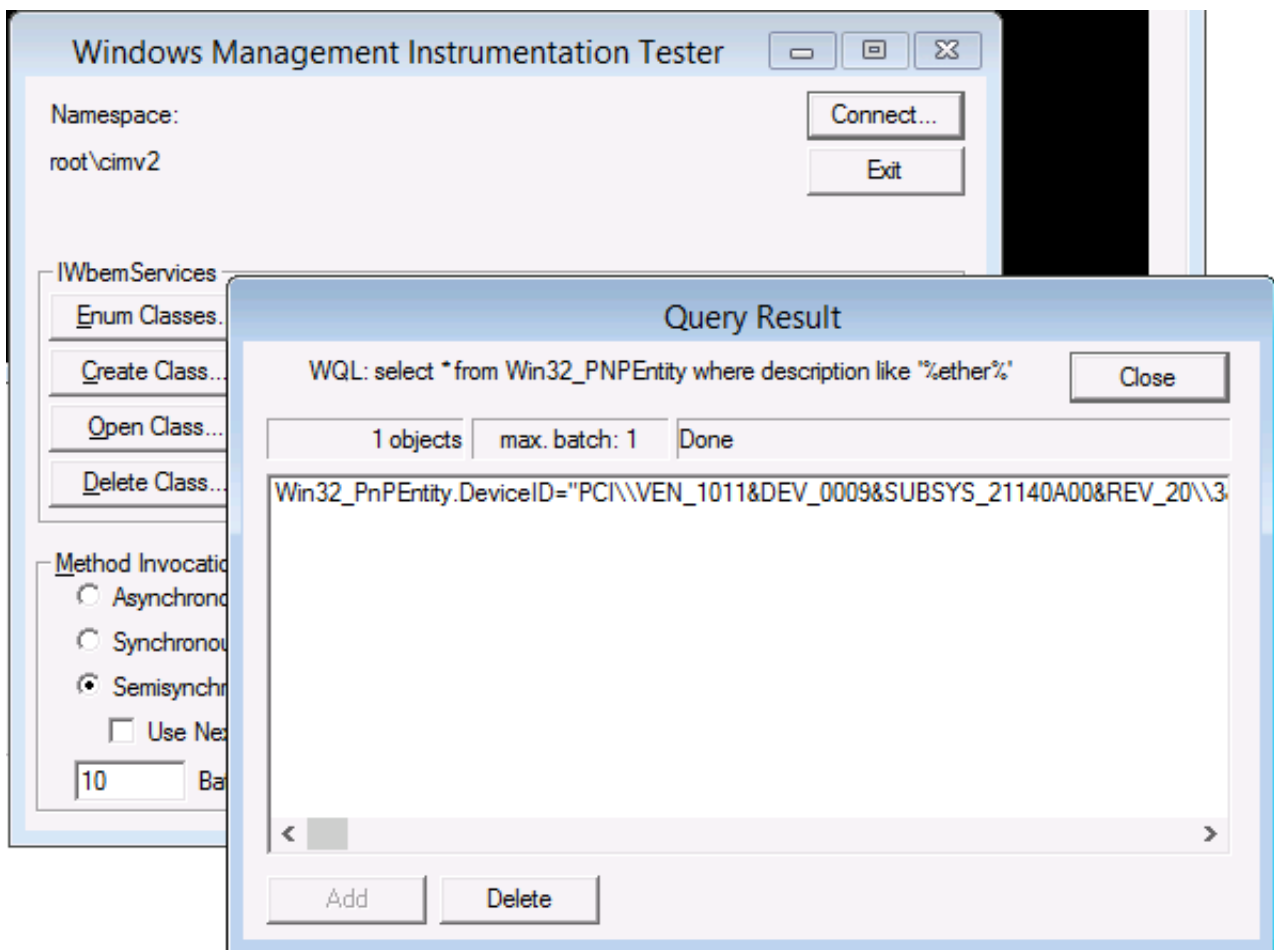 Windows Management Instrumentation Tester
Namespace:
Connect...
root\cimv2
Exit
IWbemServices
Enum Classes.
Create Class...
Open Class...
Delete Class...
Method Invocatio
Asynchrono
Synchronou
Semisynchr
Use Nex
10
Bat
Query Result
WQL: select * from Win32_PNPEntity where description like '%ether%'
Close
1 objects
max. batch: 1
Done
Win32_PnPEntity.DeviceID="PCI\\VEN_1011&DEV_0009&SUBSYS_21140A00&REV_20\\3&
Add
Delete